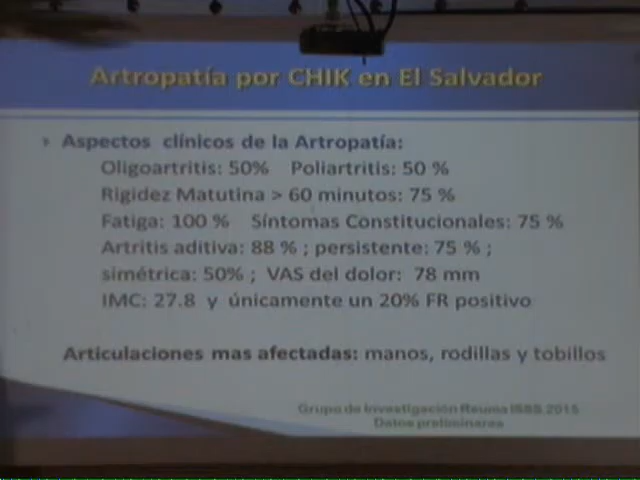 Artropatía por CHIK en El Salvador
Aspectos clínicos de la Artropatía:
Oligoartritis: 50% Poliartritis: 50 %
Rigidez Matutina > 60 minutos: 75 %
Fatiga: 100 % Síntomas Constitucionales: 75 %
Artritis aditiva: 88 % ; persistente: 75 % ;
simétrica: 50% ; VAS del dolor: 78 mm
IMC: 27.8 y únicamente un 20% FR positivo
Articulaciones mas afectadas: manos, rodillas y tobillos
Grupo de Investigación Reuma ISSS 2015
Datos preliminares